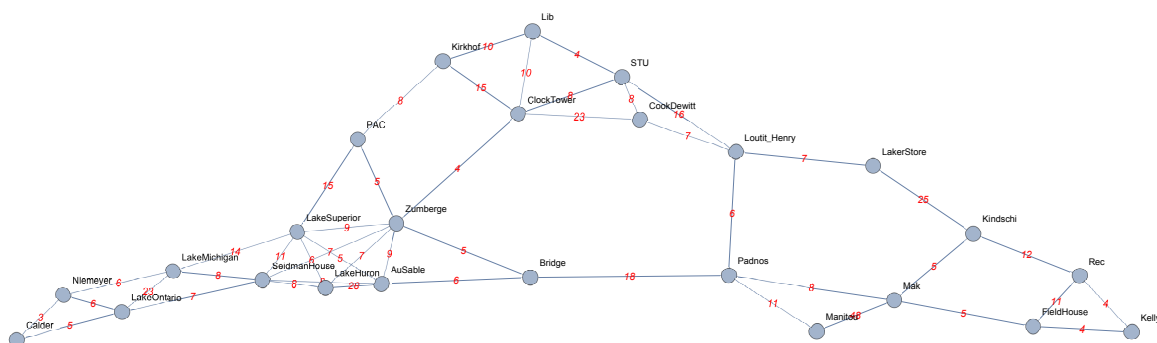 Lib
Kirkhof
10
4
STU
10
15
8
8
ClockTower
CookDewitt
16
8
23
7
PAC
Loutit_Henry
7
LakerStore
15
5
4
25
LakeSuperior
Zumberge
6
Kindschi
9
14
11
7
5
7
9
5
5
12
LakeMichigan
SeidmanHouse
LakeHuron
AuSable
Bridge
18
Padnos
Rec
Niemeyer
6
8
23
6
28
6
8
Mak
11
4
LakeOntario
6
7
11
5
FieldHouse
4
Kelly
Calder
3
5
Manitou